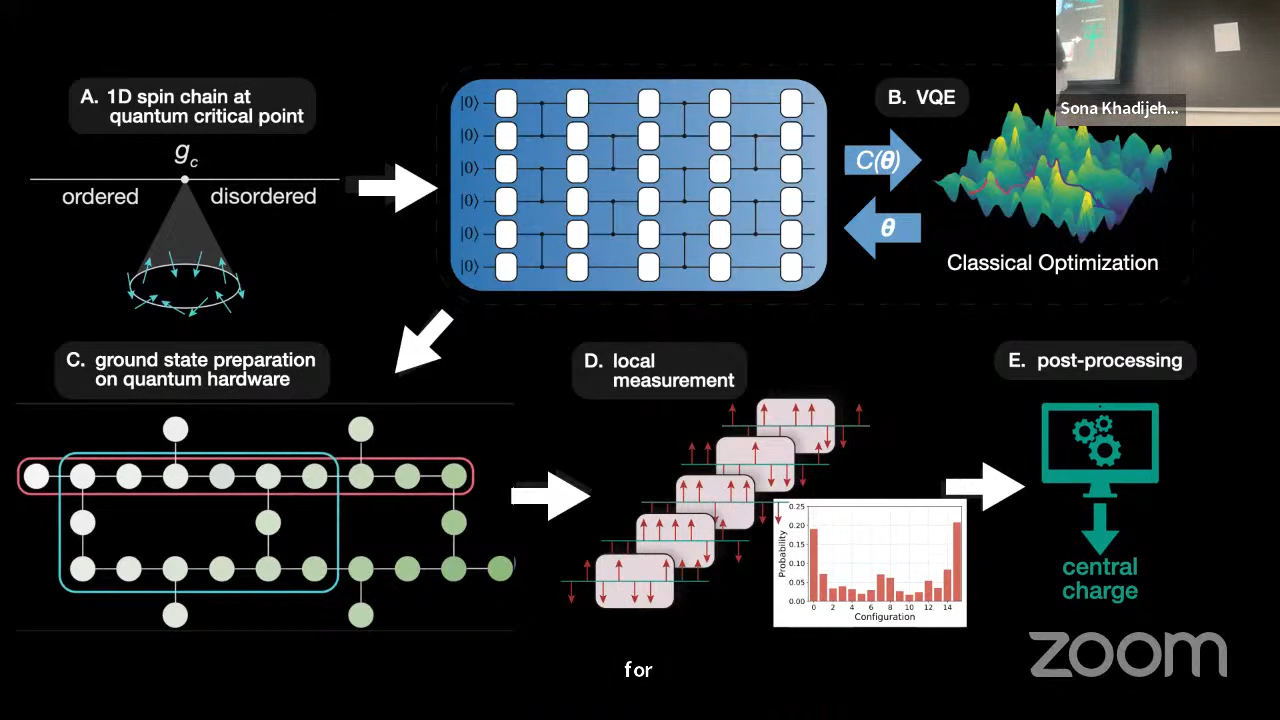 A. 1D spin chain at
quantum critical point
g_c
ordered
disordered
|0⟩
|0⟩
|0⟩
|0⟩
|0⟩
|0⟩
B. VQE
C(θ)
θ
Classical Optimization
Sona Khadijeh...
C. ground state preparation
on quantum hardware
D. local
measurement
Probability
0.25
0.20
0.15
0.10
0.05
0.00
0 2 4 6 8 10 12 14
Configuration
E. post-processing
central
charge
zoom
for